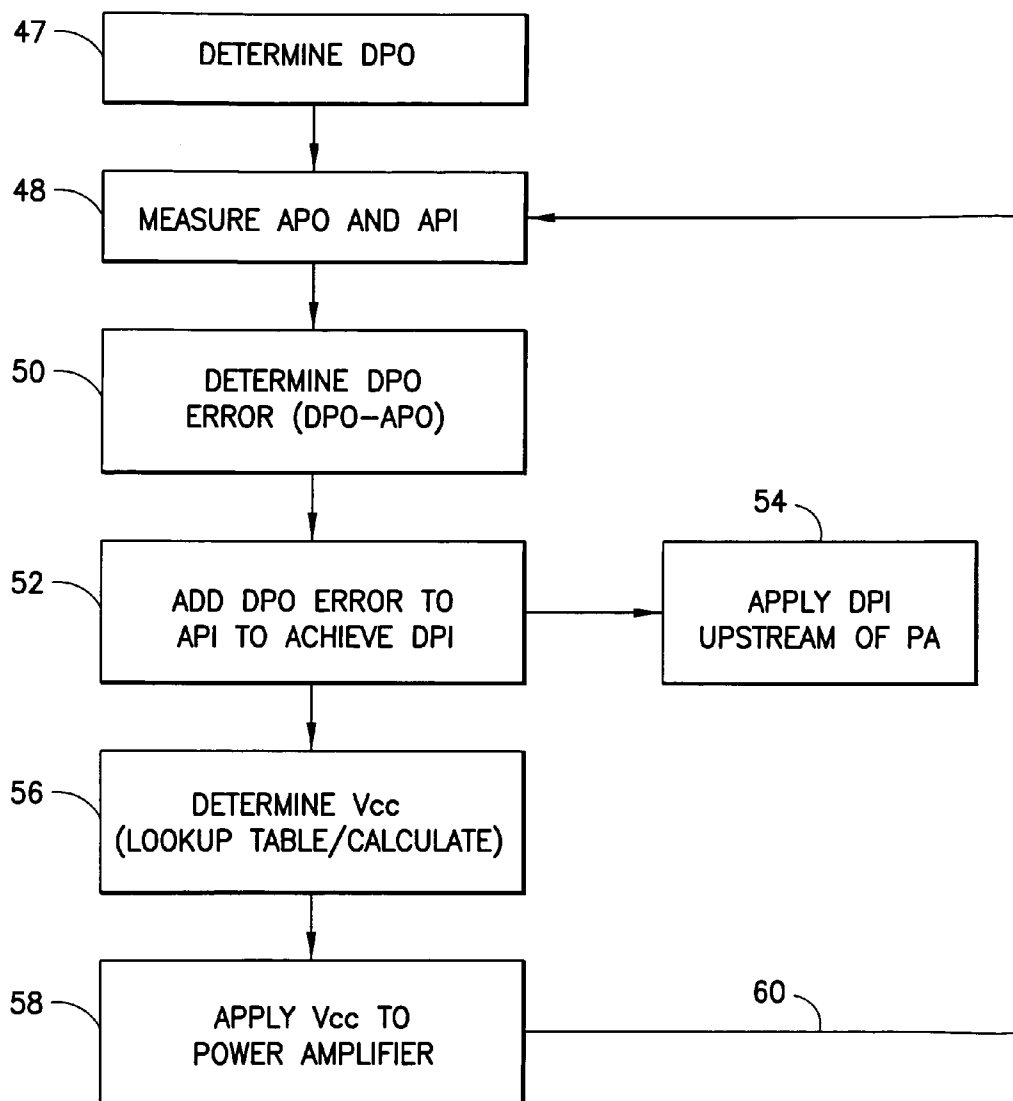 47
DETERMINE DPO
48
MEASURE APO AND API
50
DETERMINE DPO
ERROR (DPO-APO)
52
ADD DPO ERROR TO
API TO ACHIEVE DPI
54
APPLY DPI
UPSTREAM OF PA
56
DETERMINE Vcc
(LOOKUP TABLE/CALCULATE)
58
APPLY Vcc TO
POWER AMPLIFIER
60